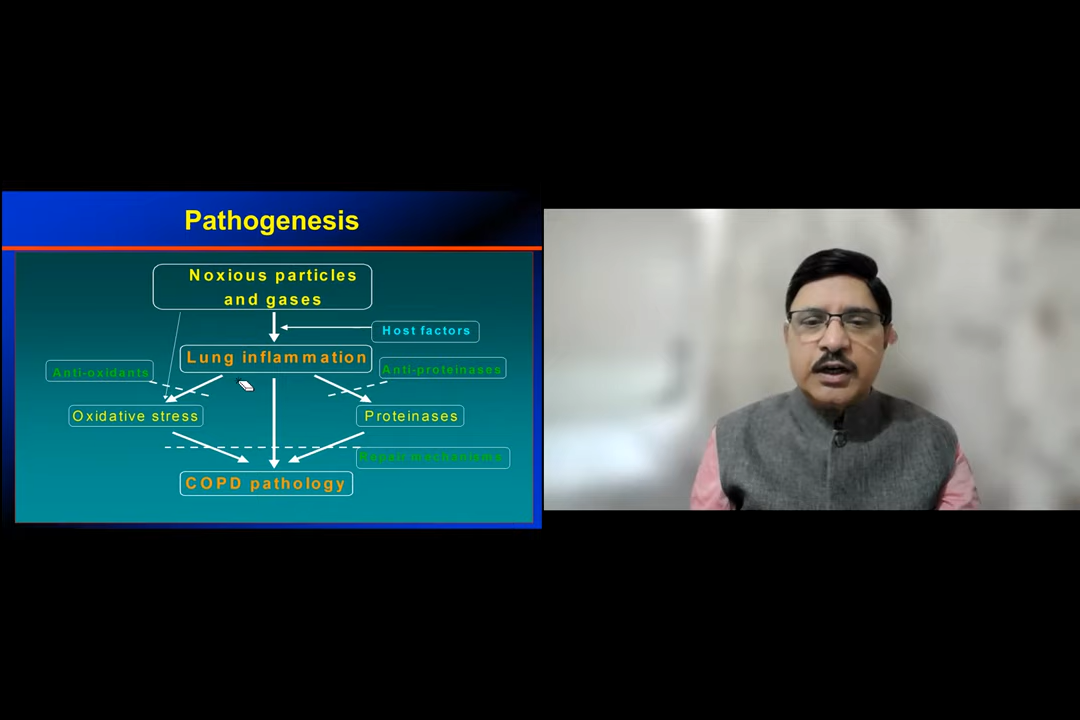 Pathogenesis
Noxious particles
and gases
Host factors
Lung inflammation
Anti-oxidants
Anti-proteinases
Oxidative stress
Proteinases
Repair mechanisms
COPD pathology